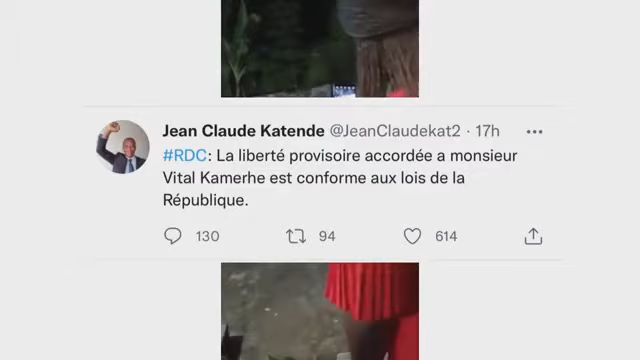 Jean Claude Katende @JeanClaudekat2 · 17h
#RDC: La liberté provisoire accordée a monsieur
Vital Kamerhe est conforme aux lois de la
République.
130 94 614